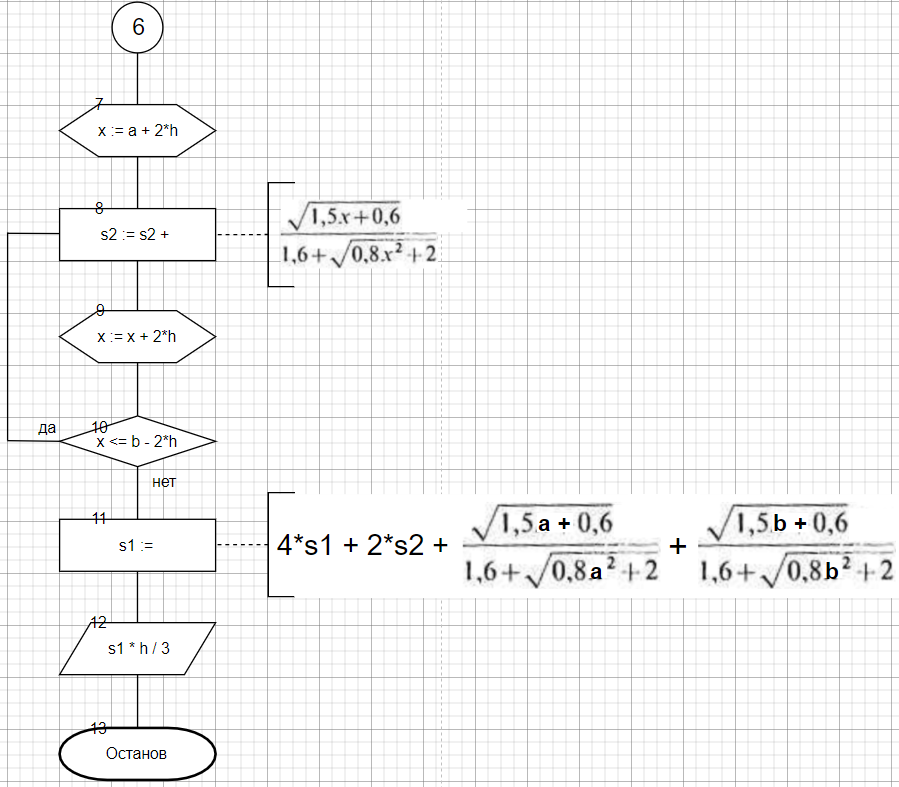 6
7
x := a + 2*h
8
s2 := s2 +
√1,5x+0,6
1,6+√0,8x²+2
9
x := x + 2*h
да
10
x <= b - 2*h
нет
11
s1 :=
4*s1 + 2*s2 + √1,5a + 0,6 / 1,6+√0,8a²+2 + √1,5b + 0,6 / 1,6+√0,8b²+2
12
s1 * h / 3
13
Останов